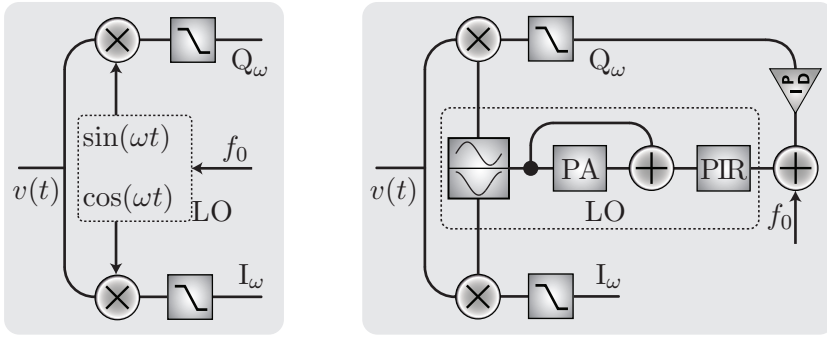 Q_ω
sin(ωt)
f_0
v(t)
cos(ωt)
LO
I_ω
Q_ω
P
I D
PA
PIR
v(t)
LO
f_0
I_ω